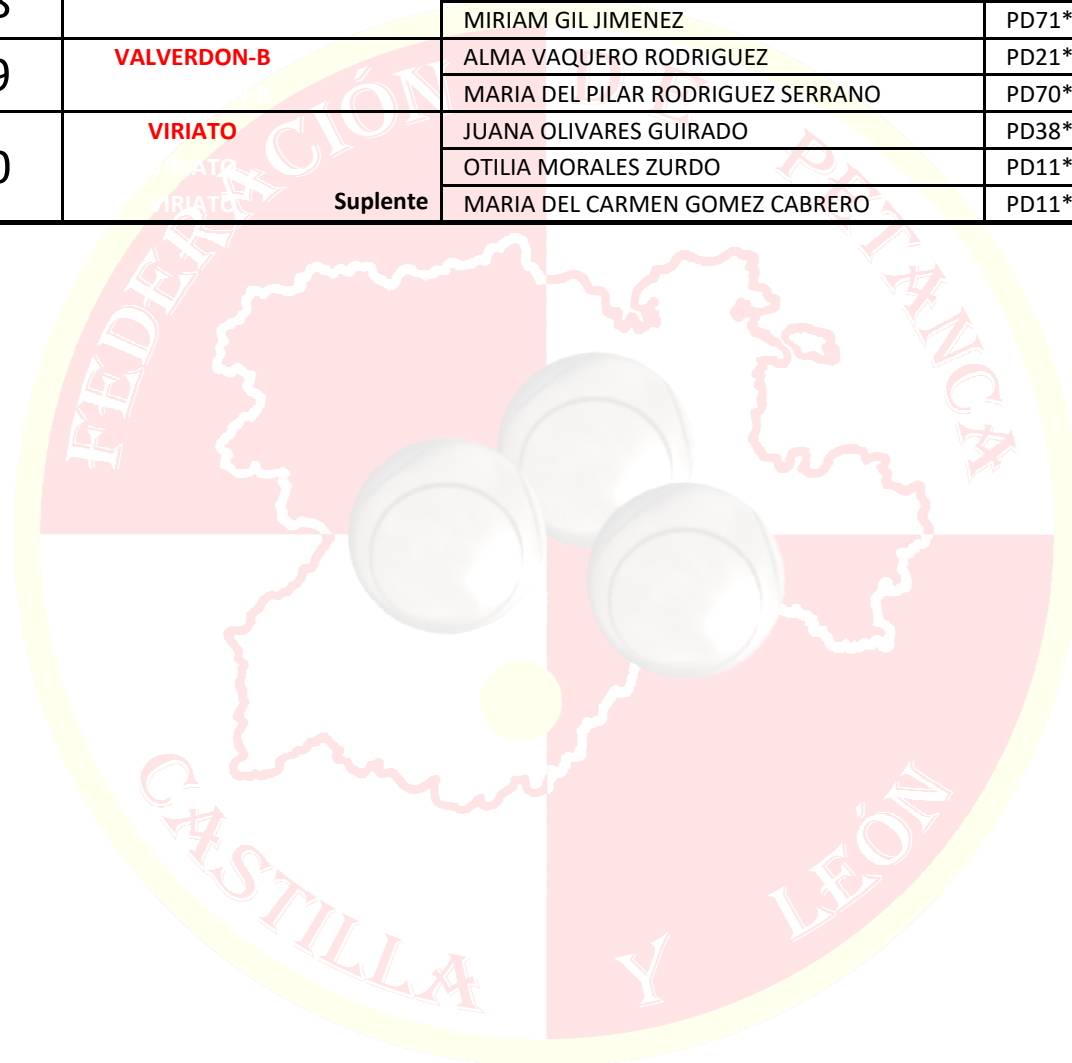 MIRIAM GIL JIMENEZ PD71*
9 VALVERDON-B ALMA VAQUERO RODRIGUEZ PD21*
MARIA DEL PILAR RODRIGUEZ SERRANO PD70*
VIRIATO JUANA OLIVARES GUIRADO PD38*
0 VIRIATO OTILIA MORALES ZURDO PD11*
VIRIATO Suplente MARIA DEL CARMEN GOMEZ CABRERO PD11*
FEDERACIÓN DE PETANCA
CASTILLA Y LEÓN